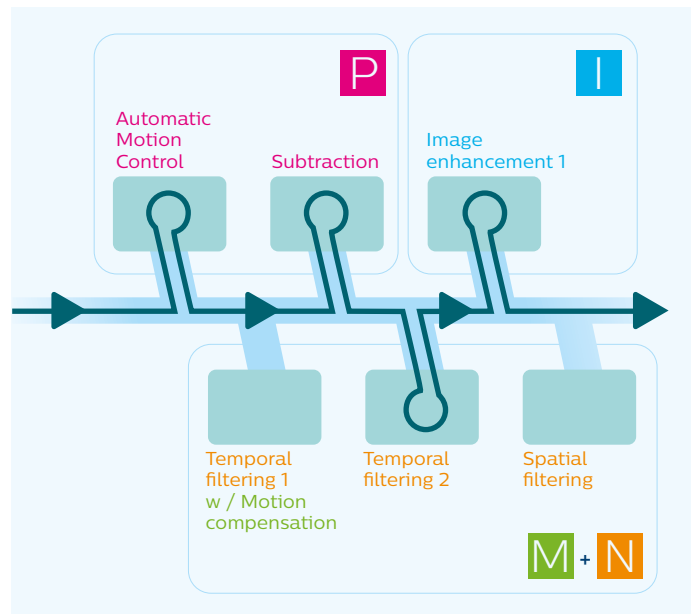 P
I
Automatic
Motion
Control
Subtraction
Image
enhancement 1
Temporal
filtering 1
w / Motion
compensation
Temporal
filtering 2
Spatial
filtering
M + N